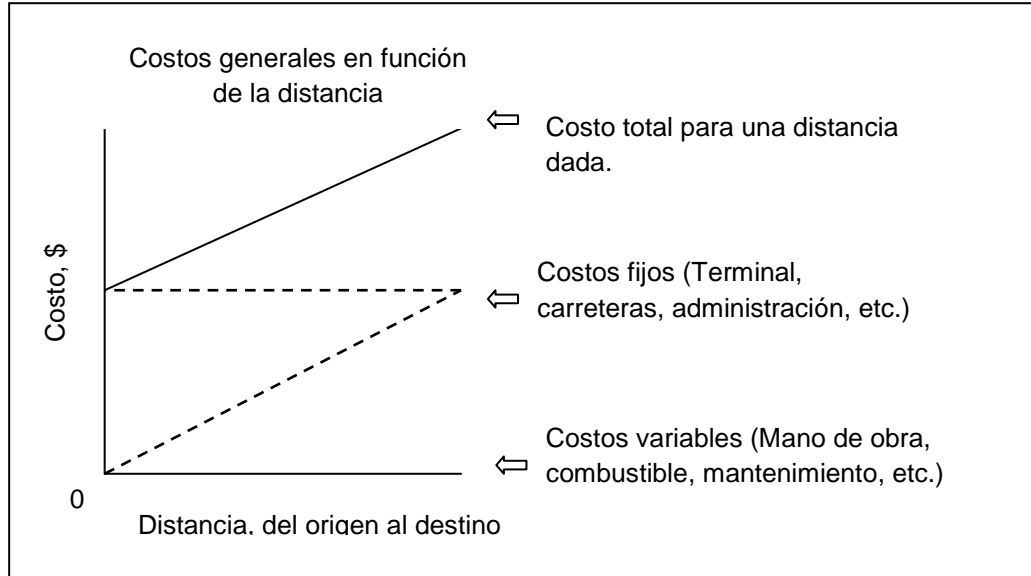 Costos generales en función
de la distancia
Costo total para una distancia
dada.
Costo, $
Costos fijos (Terminal,
carreteras, administración, etc.)
Costos variables (Mano de obra,
combustible, mantenimiento, etc.)
0
Distancia, del origen al destino